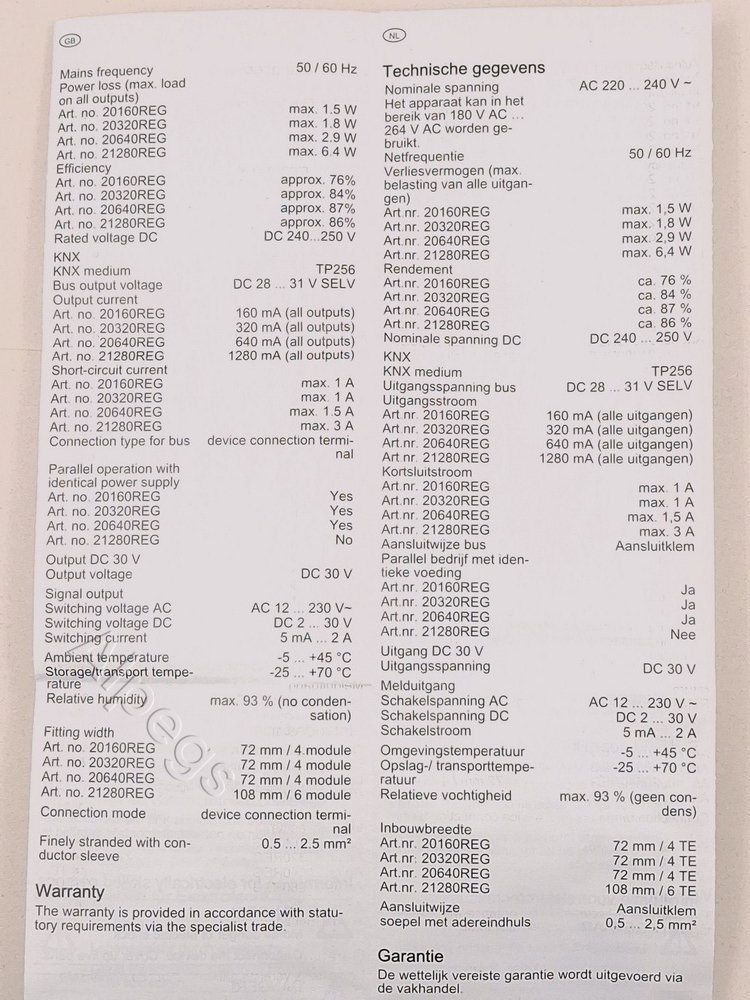 GB
Mains frequency 50 / 60 Hz
Power loss (max. load
on all outputs)
Art. no. 20160REG max. 1.5 W
Art. no. 20320REG max. 1.8 W
Art. no. 20640REG max. 2.9 W
Art. no. 21280REG max. 6.4 W
Efficiency
Art. no. 20160REG approx. 76%
Art. no. 20320REG approx. 84%
Art. no. 20640REG approx. 87%
Art. no. 21280REG approx. 86%
Rated voltage DC DC 240...250 V
KNX
KNX medium TP256
Bus output voltage DC 28 ... 31 V SELV
Output current
Art. no. 20160REG 160 mA (all outputs)
Art. no. 20320REG 320 mA (all outputs)
Art. no. 20640REG 640 mA (all outputs)
Art. no. 21280REG 1280 mA (all outputs)
Short-circuit current
Art. no. 20160REG max. 1 A
Art. no. 20320REG max. 1 A
Art. no. 20640REG max. 1.5 A
Art. no. 21280REG max. 3 A
Connection type for bus device connection termi-
nal
Parallel operation with
identical power supply
Art. no. 20160REG Yes
Art. no. 20320REG Yes
Art. no. 20640REG Yes
Art. no. 21280REG No
Output DC 30 V
Output voltage DC 30 V
Signal output
Switching voltage AC AC 12 ... 230 V~
Switching voltage DC DC 2 ... 30 V
Switching current 5 mA ... 2 A
Ambient temperature -5 ... +45 °C
Storage/transport tempe- -25 ... +70 °C
rature
Relative humidity max. 93 % (no conden-
sation)
Fitting width
Art. no. 20160REG 72 mm / 4 module
Art. no. 20320REG 72 mm / 4 module
Art. no. 20640REG 72 mm / 4 module
Art. no. 21280REG 108 mm / 6 module
Connection mode device connection termi-
nal
Finely stranded with con- 0.5 ... 2.5 mm²
ductor sleeve
Warranty
The warranty is provided in accordance with statu-
tory requirements via the specialist trade.
NL
Technische gegevens
Nominale spanning AC 220 ... 240 V ~
Het apparaat kan in het
bereik van 180 V AC ...
264 V AC worden ge-
bruikt.
Netfrequentie 50 / 60 Hz
Verliesvermogen (max.
belasting van alle uitgan-
gen)
Art.nr. 20160REG max. 1,5 W
Art.nr. 20320REG max. 1,8 W
Art.nr. 20640REG max. 2,9 W
Art.nr. 21280REG max. 6,4 W
Rendement
Art.nr. 20160REG ca. 76 %
Art.nr. 20320REG ca. 84 %
Art.nr. 20640REG ca. 87 %
Art.nr. 21280REG ca. 86 %
Nominale spanning DC DC 240 ... 250 V
KNX
KNX medium TP256
Uitgangsspanning bus DC 28 ... 31 V SELV
Uitgangsstroom
Art.nr. 20160REG 160 mA (alle uitgangen)
Art.nr. 20320REG 320 mA (alle uitgangen)
Art.nr. 20640REG 640 mA (alle uitgangen)
Art.nr. 21280REG 1280 mA (alle uitgangen)
Kortsluitstroom
Art.nr. 20160REG max. 1 A
Art.nr. 20320REG max. 1 A
Art.nr. 20640REG max. 1,5 A
Art.nr. 21280REG max. 3 A
Aansluitwijze bus Aansluitklem
Parallel bedrijf met iden-
tieke voeding
Art.nr. 20160REG Ja
Art.nr. 20320REG Ja
Art.nr. 20640REG Ja
Art.nr. 21280REG Nee
Uitgang DC 30 V
Uitgangsspanning DC 30 V
Melduitgang
Schakelspanning AC AC 12 ... 230 V ~
Schakelspanning DC DC 2 ... 30 V
Schakelstroom 5 mA ... 2 A
Omgevingstemperatuur -5 ... +45 °C
Opslag-/ transporttempe- -25 ... +70 °C
ratuur
Relatieve vochtigheid max. 93 % (geen con-
dens)
Inbouwbreedte
Art.nr. 20160REG 72 mm / 4 TE
Art.nr. 20320REG 72 mm / 4 TE
Art.nr. 20640REG 72 mm / 4 TE
Art.nr. 21280REG 108 mm / 6 TE
Aansluitwijze Aansluitklem
soepel met adereindhuls 0,5 ... 2,5 mm²
Garantie
De wettelijk vereiste garantie wordt uitgevoerd via
de vakhandel.
Alpegs